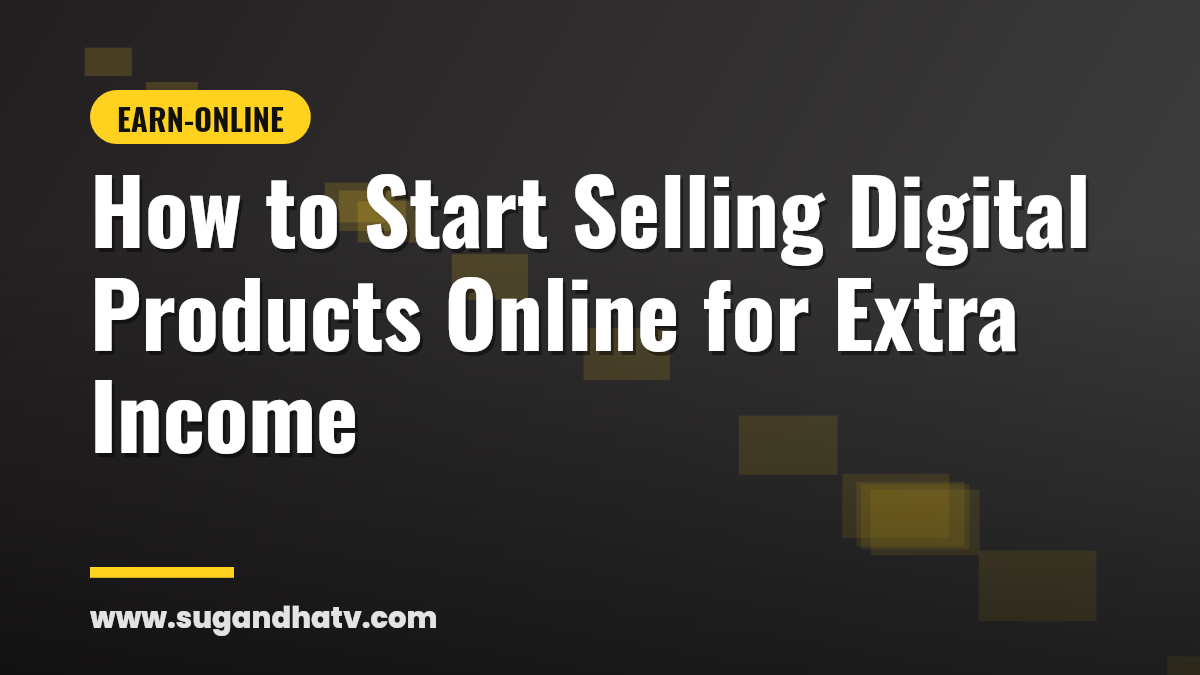 EARN-ONLINE
How to Start Selling Digital
Products Online for Extra
Income
www.sugandhatv.com